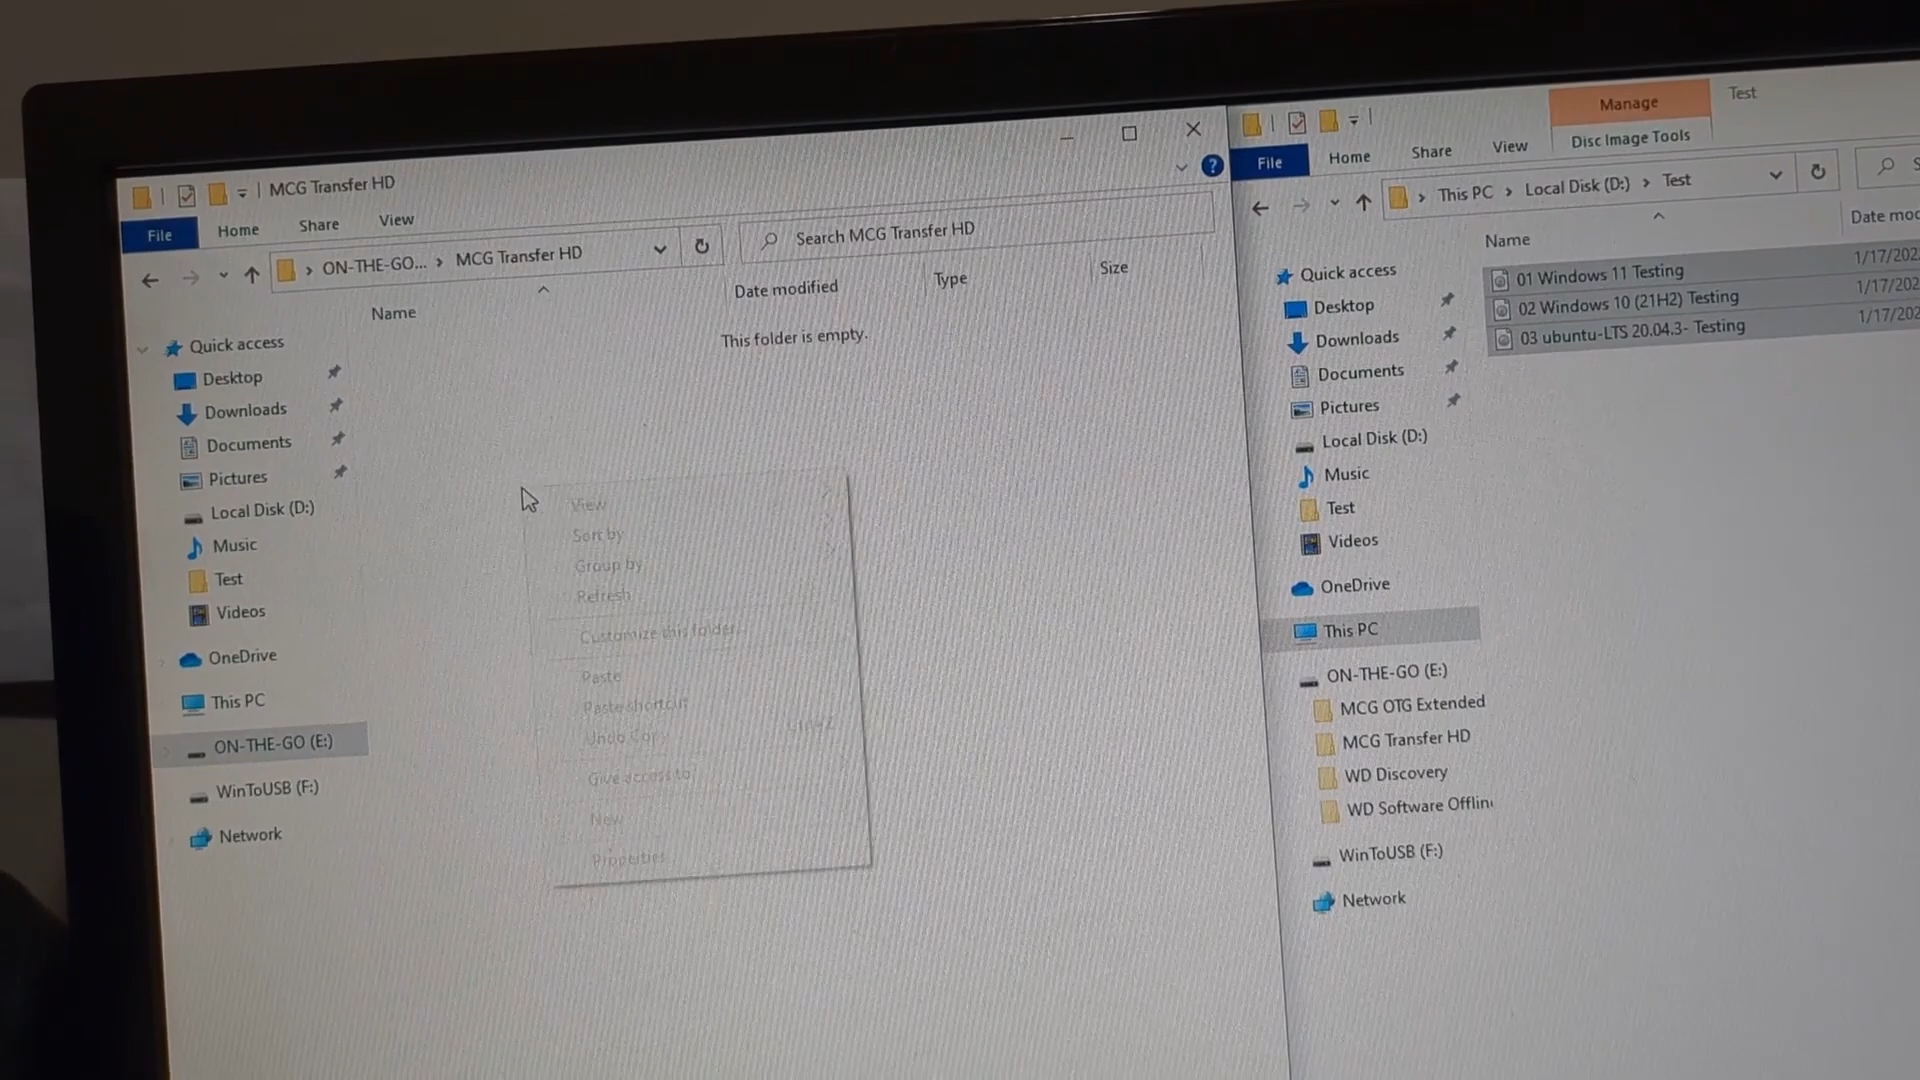 MCG Transfer HD
File Home Share View
ON-THE-GO... › MCG Transfer HD
Search MCG Transfer HD
Name Date modified Type Size
This folder is empty.
Quick access
Desktop
Downloads
Documents
Pictures
Local Disk (D:)
Music
Test
Videos
OneDrive
This PC
ON-THE-GO (E:)
WinToUSB (F:)
Network
View
Sort by
Group by
Refresh
Customize this folder...
Paste
Paste shortcut
Undo Copy Ctrl+Z
Give access to
New
Properties
Manage Test
File Home Share View Disc Image Tools
This PC › Local Disk (D:) › Test
Name Date mod
01 Windows 11 Testing 1/17/202
02 Windows 10 (21H2) Testing 1/17/202
03 ubuntu-LTS 20.04.3- Testing 1/17/202
Quick access
Desktop
Downloads
Documents
Pictures
Local Disk (D:)
Music
Test
Videos
OneDrive
This PC
ON-THE-GO (E:)
MCG OTG Extended
MCG Transfer HD
WD Discovery
WD Software Offlin
WinToUSB (F:)
Network